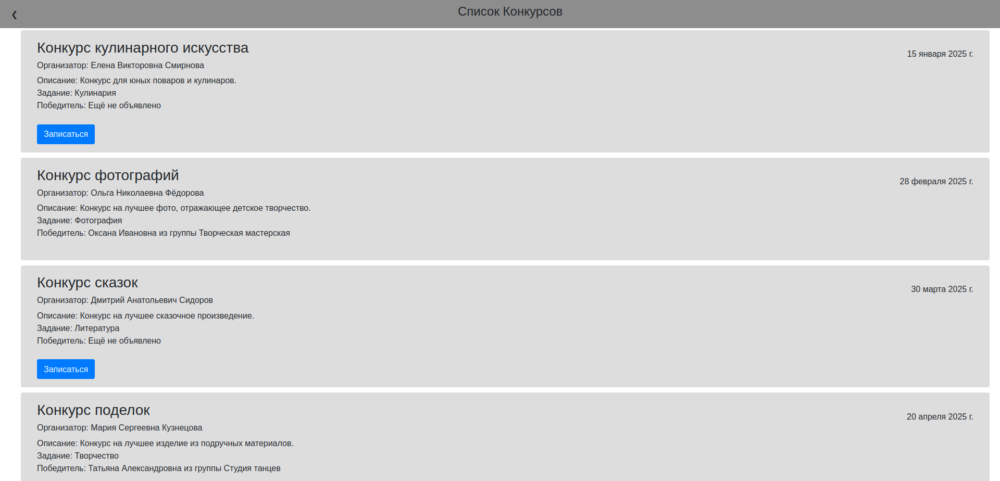 ❮
Список Конкурсов
Конкурс кулинарного искусства
15 января 2025 г.
Организатор: Елена Викторовна Смирнова
Описание: Конкурс для юных поваров и кулинаров.
Задание: Кулинария
Победитель: Ещё не объявлено
Записаться
Конкурс фотографий
28 февраля 2025 г.
Организатор: Ольга Николаевна Фёдорова
Описание: Конкурс на лучшее фото, отражающее детское творчество.
Задание: Фотография
Победитель: Оксана Ивановна из группы Творческая мастерская
Конкурс сказок
30 марта 2025 г.
Организатор: Дмитрий Анатольевич Сидоров
Описание: Конкурс на лучшее сказочное произведение.
Задание: Литература
Победитель: Ещё не объявлено
Записаться
Конкурс поделок
20 апреля 2025 г.
Организатор: Мария Сергеевна Кузнецова
Описание: Конкурс на лучшее изделие из подручных материалов.
Задание: Творчество
Победитель: Татьяна Александровна из группы Студия танцев